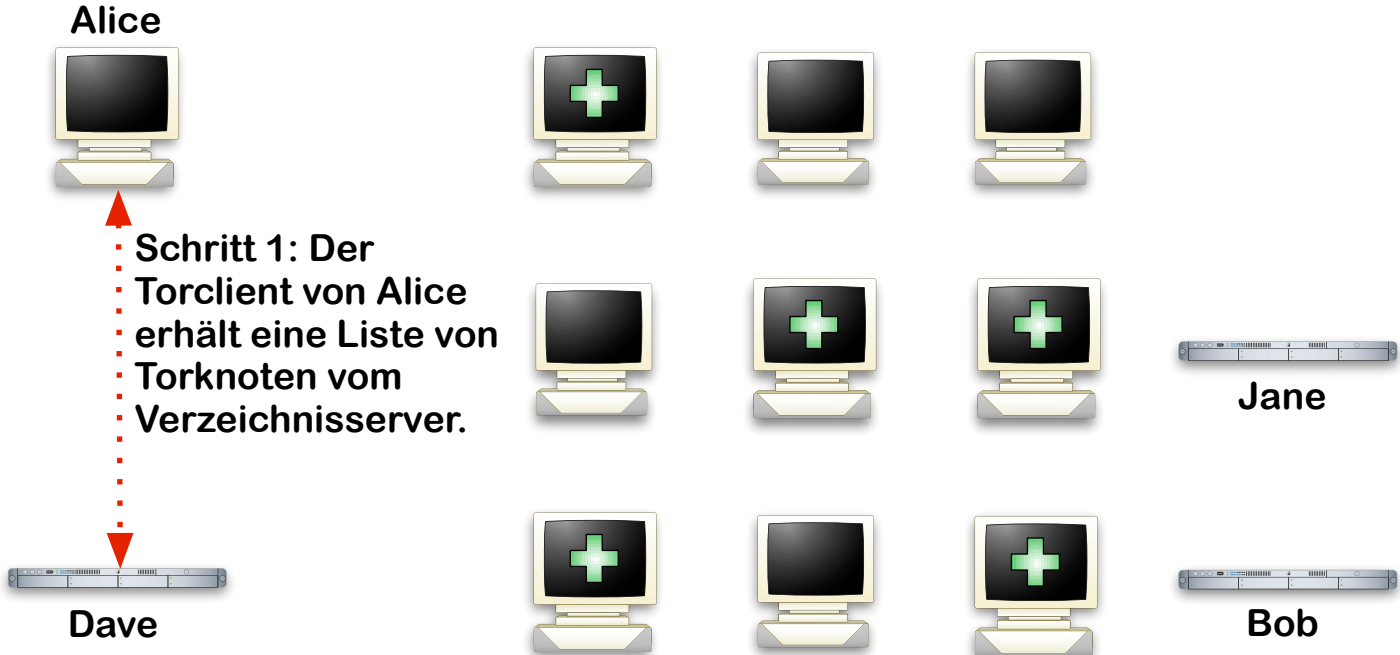 Alice
Schritt 1: Der
Torclient von Alice
erhält eine Liste von
Torknoten vom
Verzeichnisserver.
Jane
Dave
Bob